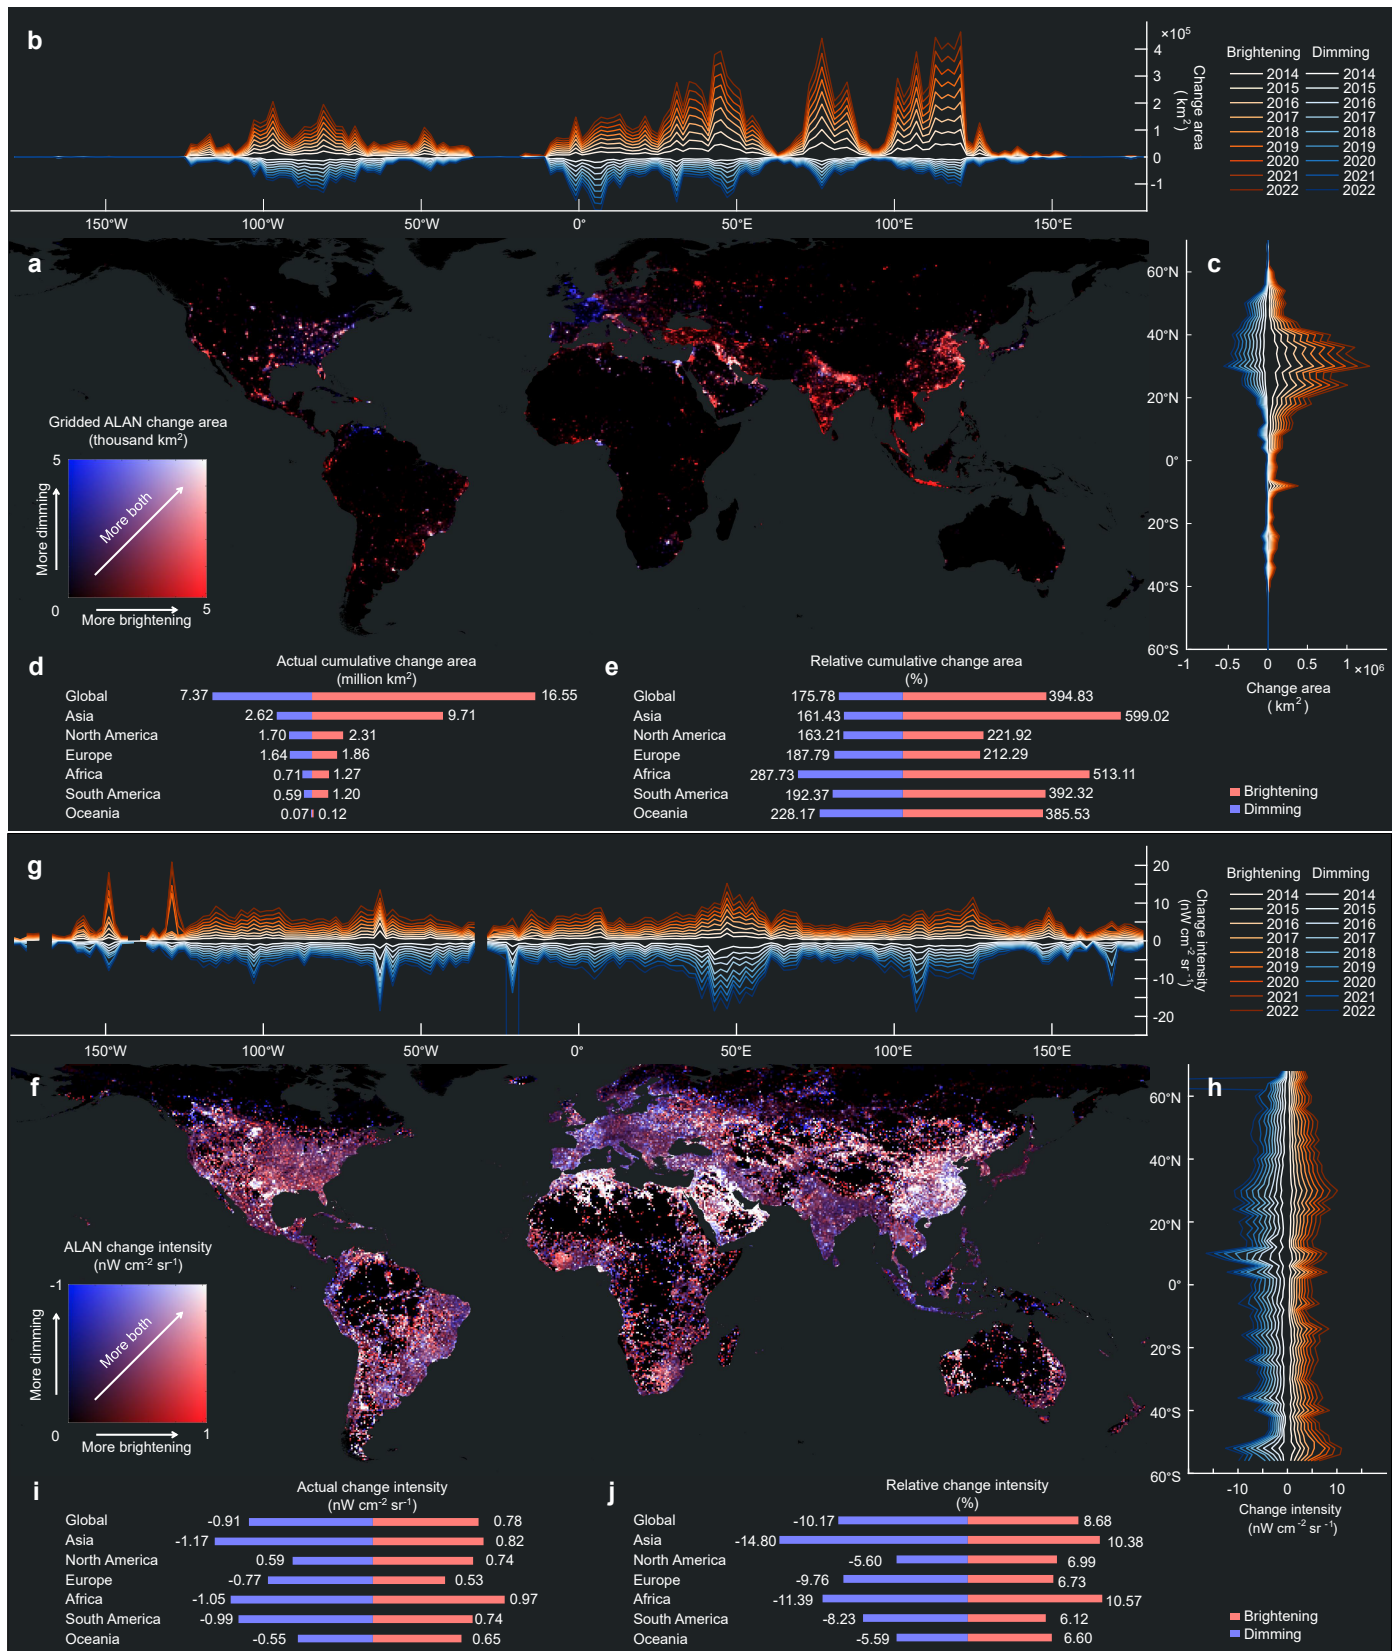 b
×10⁵
4
3
2
1
0
-1
Change area
( km²)
Brightening Dimming
2014 2014
2015 2015
2016 2016
2017 2017
2018 2018
2019 2019
2020 2020
2021 2021
2022 2022
150°W 100°W 50°W 0° 50°E 100°E 150°E
a
Gridded ALAN change area
(thousand km²)
5
More dimming
More both
0 5
More brightening
c
60°N
40°N
20°N
0°
20°S
40°S
60°S
-1 -0.5 0 0.5 1 ×10⁶
Change area
( km²)
d
Actual cumulative change area
(million km²)
Global 7.37 16.55
Asia 2.62 9.71
North America 1.70 2.31
Europe 1.64 1.86
Africa 0.71 1.27
South America 0.59 1.20
Oceania 0.07 0.12
e
Relative cumulative change area
(%)
Global 175.78 394.83
Asia 161.43 599.02
North America 163.21 221.92
Europe 187.79 212.29
Africa 287.73 513.11
South America 192.37 392.32
Oceania 228.17 385.53
Brightening
Dimming
g
20
10
0
-10
-20
Change intensity
(nW cm⁻² sr⁻¹)
Brightening Dimming
2014 2014
2015 2015
2016 2016
2017 2017
2018 2018
2019 2019
2020 2020
2021 2021
2022 2022
150°W 100°W 50°W 0° 50°E 100°E 150°E
f
ALAN change intensity
(nW cm⁻² sr⁻¹)
-1
More dimming
More both
0 1
More brightening
h
60°N
40°N
20°N
0°
20°S
40°S
60°S
-10 0 10
Change intensity
(nW cm⁻² sr⁻¹)
i
Actual change intensity
(nW cm⁻² sr⁻¹)
Global -0.91 0.78
Asia -1.17 0.82
North America 0.59 0.74
Europe -0.77 0.53
Africa -1.05 0.97
South America -0.99 0.74
Oceania -0.55 0.65
j
Relative change intensity
(%)
Global -10.17 8.68
Asia -14.80 10.38
North America -5.60 6.99
Europe -9.76 6.73
Africa -11.39 10.57
South America -8.23 6.12
Oceania -5.59 6.60
Brightening
Dimming